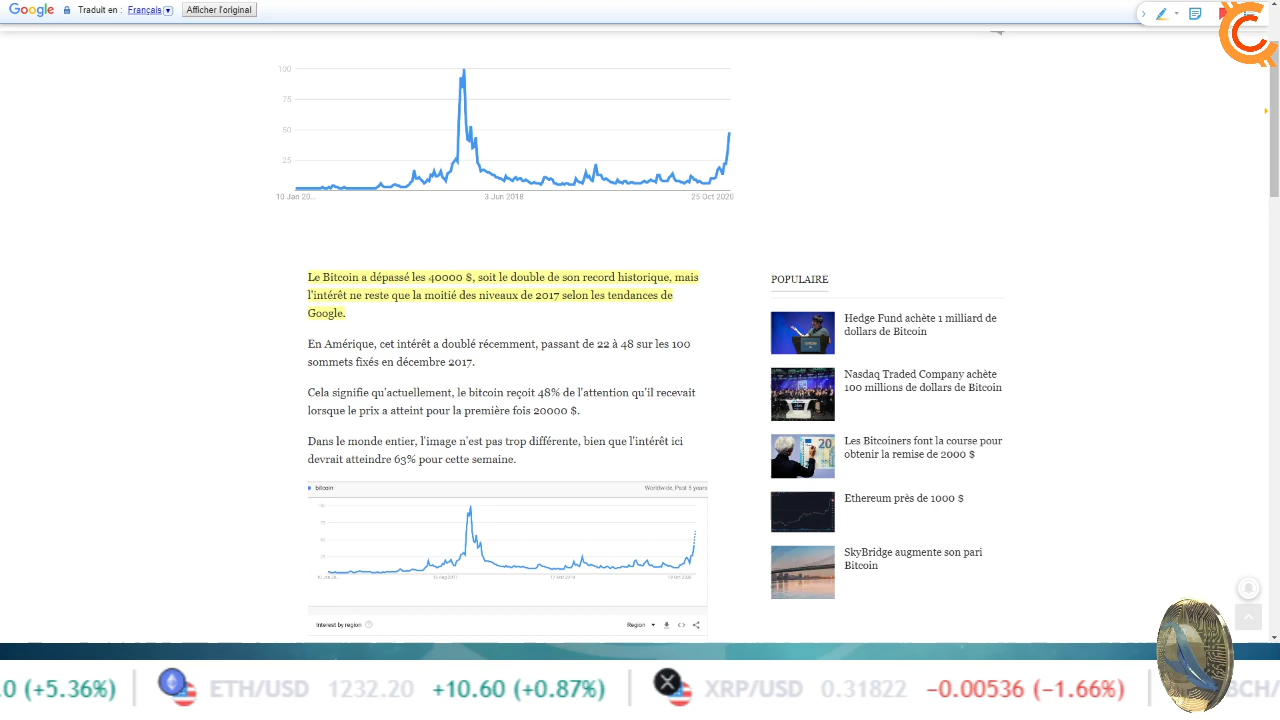 Google Traduit en : Français Afficher l'original
100
75
50
25
10 Jan 20... 3 Jun 2018 25 Oct 2020
Le Bitcoin a dépassé les 40000 $, soit le double de son record historique, mais
l'intérêt ne reste que la moitié des niveaux de 2017 selon les tendances de
Google.
En Amérique, cet intérêt a doublé récemment, passant de 22 à 48 sur les 100
sommets fixés en décembre 2017.
Cela signifie qu'actuellement, le bitcoin reçoit 48% de l'attention qu'il recevait
lorsque le prix a atteint pour la première fois 20000 $.
Dans le monde entier, l'image n'est pas trop différente, bien que l'intérêt ici
devrait atteindre 63% pour cette semaine.
bitcoin Worldwide, Past 5 years
100
75
50
25
Interest by region Region
POPULAIRE
Hedge Fund achète 1 milliard de
dollars de Bitcoin
Nasdaq Traded Company achète
100 millions de dollars de Bitcoin
Les Bitcoiners font la course pour
obtenir la remise de 2000 $
20
Ethereum près de 1000 $
SkyBridge augmente son pari
Bitcoin
.0 (+5.36%) ETH/USD 1232.20 +10.60 (+0.87%) XRP/USD 0.31822 −0.00536 (−1.66%) BCH/